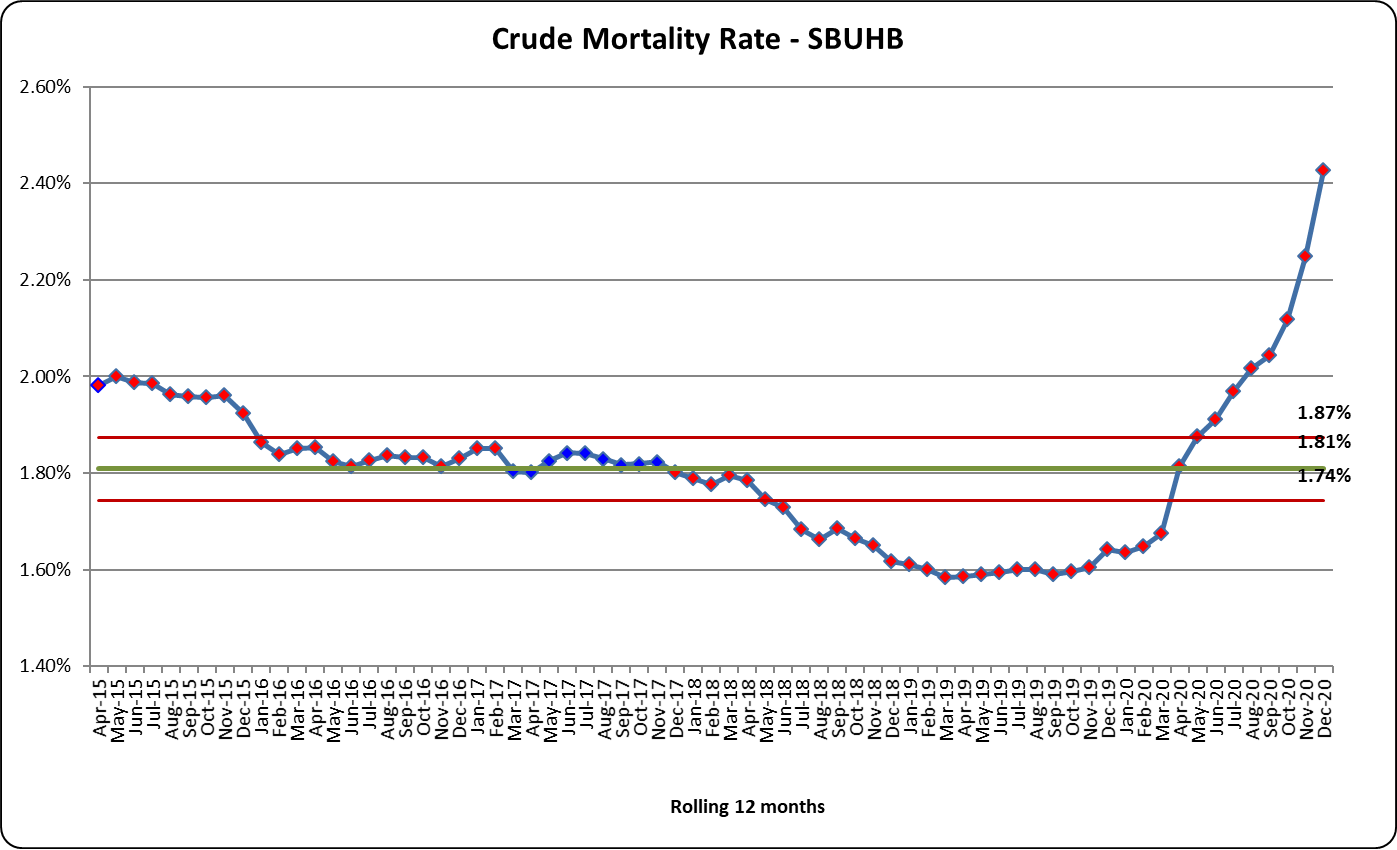 Crude Mortality Rate - SBUHB
2.60%
2.40%
2.20%
2.00%
1.80%
1.60%
1.40%
1.87%
1.81%
1.74%
Apr-15
May-15
Jun-15
Jul-15
Aug-15
Sep-15
Oct-15
Nov-15
Dec-15
Jan-16
Feb-16
Mar-16
Apr-16
May-16
Jun-16
Jul-16
Aug-16
Sep-16
Oct-16
Nov-16
Dec-16
Jan-17
Feb-17
Mar-17
Apr-17
May-17
Jun-17
Jul-17
Aug-17
Sep-17
Oct-17
Nov-17
Dec-17
Jan-18
Feb-18
Mar-18
Apr-18
May-18
Jun-18
Jul-18
Aug-18
Sep-18
Oct-18
Nov-18
Dec-18
Jan-19
Feb-19
Mar-19
Apr-19
May-19
Jun-19
Jul-19
Aug-19
Sep-19
Oct-19
Nov-19
Dec-19
Jan-20
Feb-20
Mar-20
Apr-20
May-20
Jun-20
Jul-20
Aug-20
Sep-20
Oct-20
Nov-20
Dec-20
Rolling 12 months